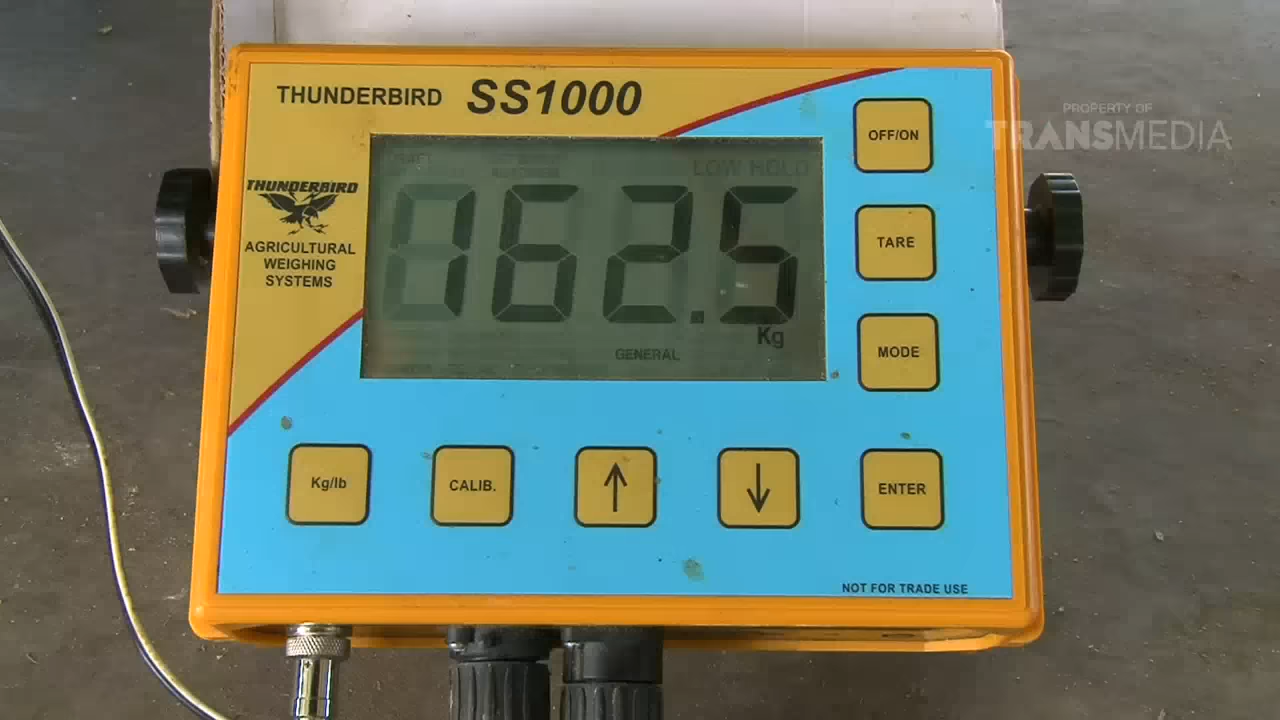 PROPERTY OF
TRANSMEDIA
THUNDERBIRD SS1000
OFF/ON
LOW HOLD
162.5
Kg
GENERAL
THUNDERBIRD
AGRICULTURAL
WEIGHING
SYSTEMS
TARE
MODE
Kg/lb
CALIB.
↑
↓
ENTER
NOT FOR TRADE USE